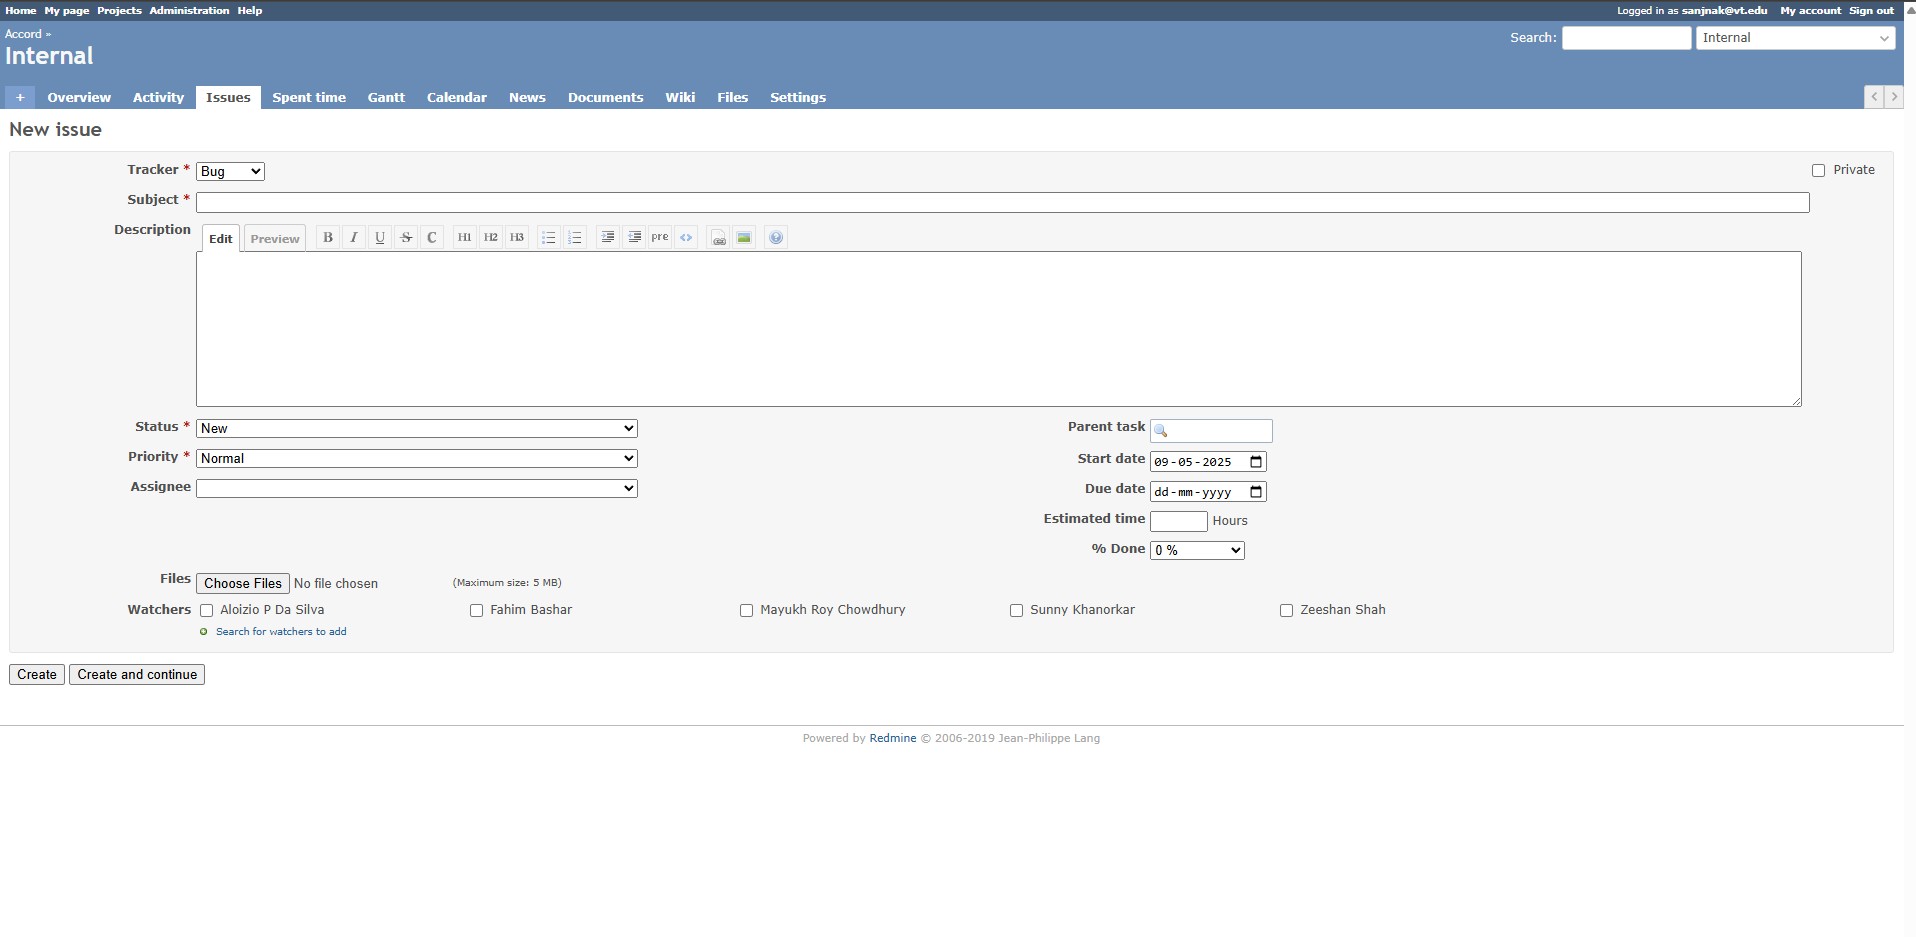 Home My page Projects Administration Help Logged in as sanjnak@vt.edu My account Sign out
Accord »
Internal
Search: Internal
+ Overview Activity Issues Spent time Gantt Calendar News Documents Wiki Files Settings
New issue
Tracker * Bug Private
Subject *
Description Edit Preview B I U S C H1 H2 H3 pre <>
Status * New Parent task
Priority * Normal Start date 09-05-2025
Assignee Due date dd-mm-yyyy
Estimated time Hours
% Done 0 %
Files Choose Files No file chosen (Maximum size: 5 MB)
Watchers Aloizio P Da Silva Fahim Bashar Mayukh Roy Chowdhury Sunny Khanorkar Zeeshan Shah
Search for watchers to add
Create Create and continue
Powered by Redmine © 2006-2019 Jean-Philippe Lang